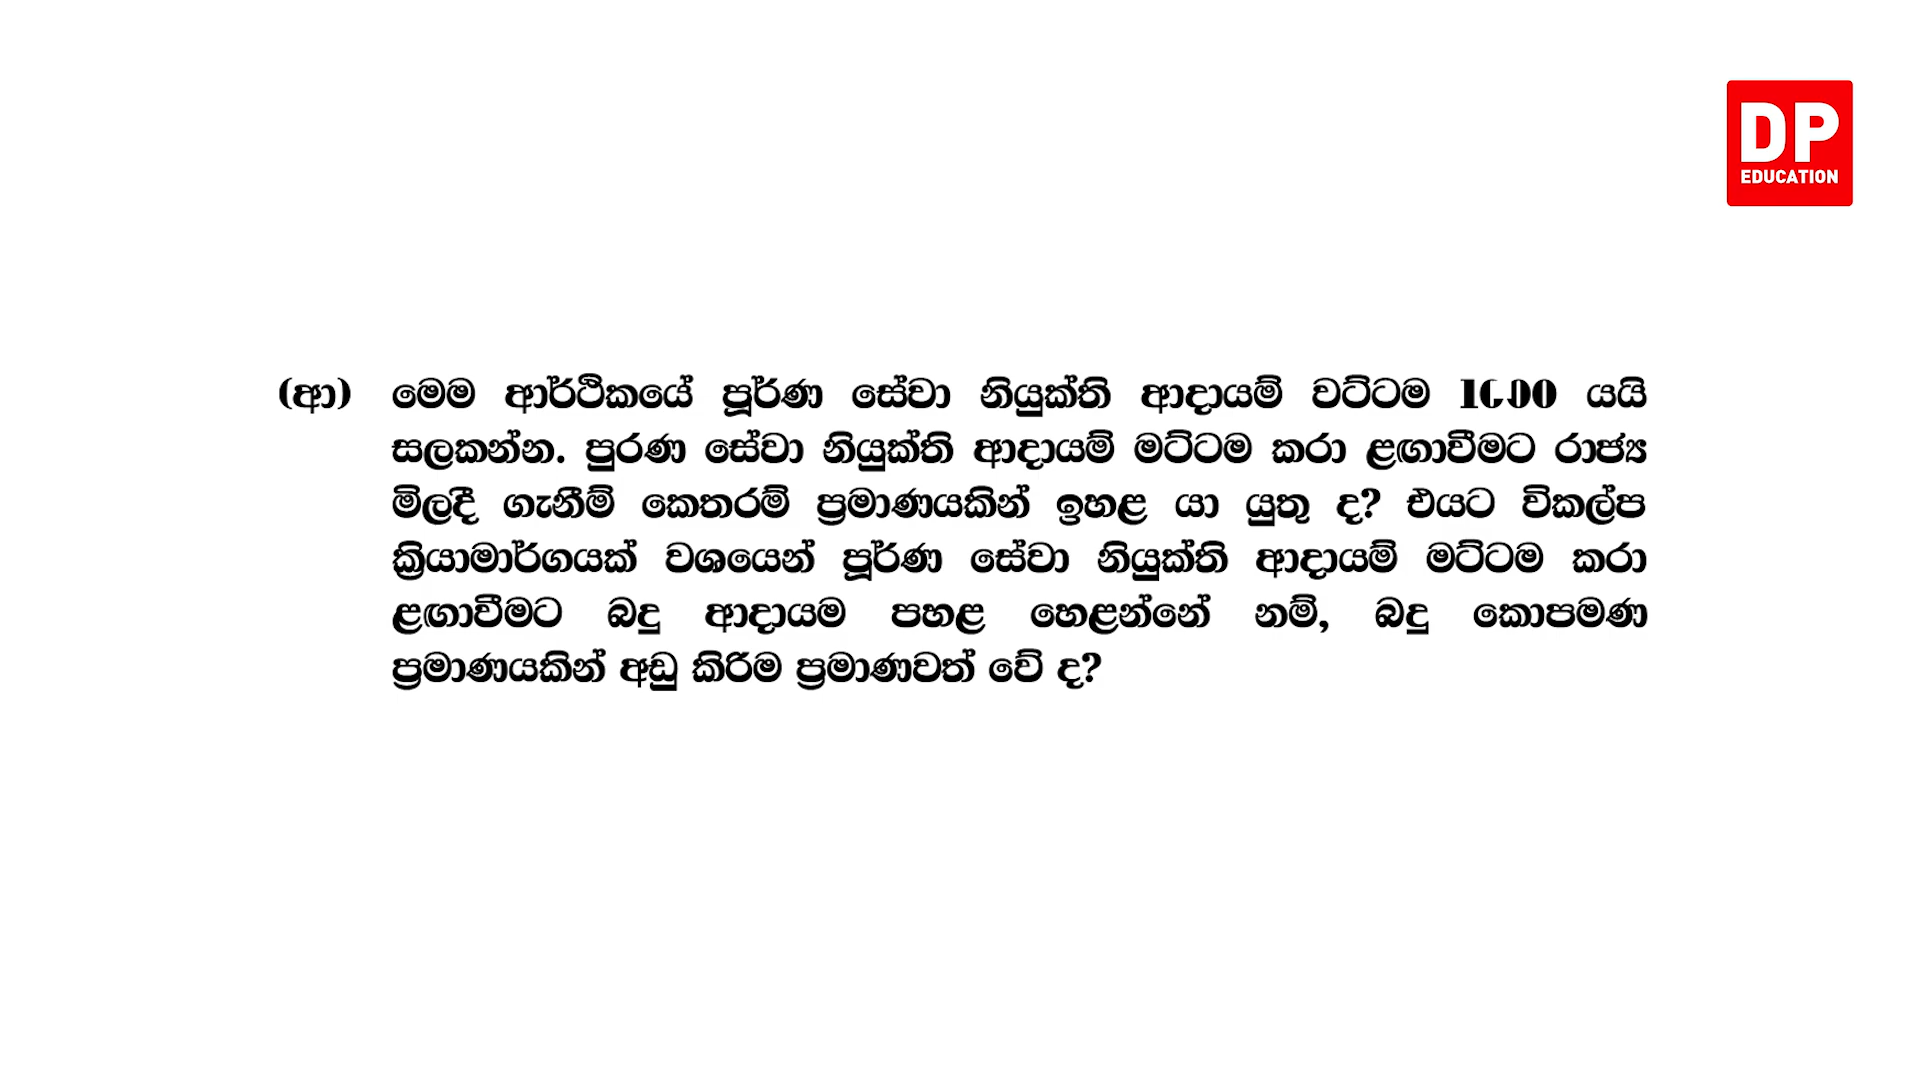 DP
EDUCATION
(ආ) මෙම ආර්ථිකයේ පූර්ණ සේවා නියුක්ති ආදායම් වට්ටම 1600 යයි
සලකන්න. පුරණ සේවා නියුක්ති ආදායම් මට්ටම කරා ළඟාවීමට රාජ්‍ය
මිලදී ගැනීම් කෙතරම් ප්‍රමාණයකින් ඉහළ යා යුතු ද? එයට විකල්ප
ක්‍රියාමාර්ගයක් වශයෙන් පූර්ණ සේවා නියුක්ති ආදායම් මට්ටම කරා
ළඟාවීමට බදු ආදායම පහළ හෙළන්නේ නම්, බදු කොපමණ
ප්‍රමාණයකින් අඩු කිරීම ප්‍රමාණවත් වේ ද?